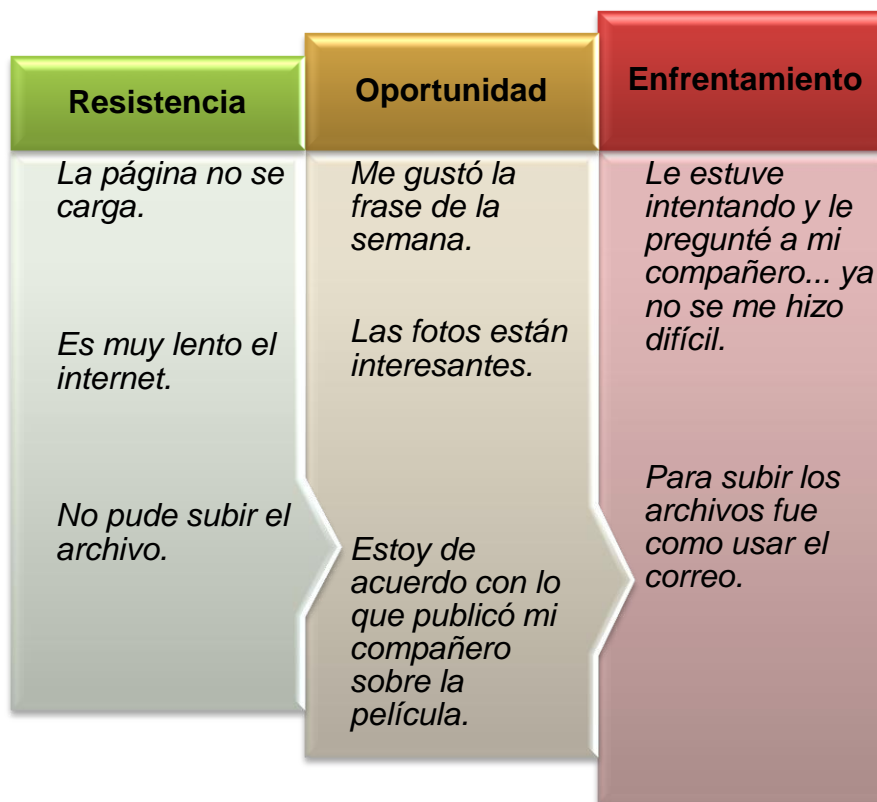 Resistencia
La página no se
carga.
Es muy lento el
internet.
No pude subir el
archivo.
Oportunidad
Me gustó la
frase de la
semana.
Las fotos están
interesantes.
Estoy de
acuerdo con lo
que publicó mi
compañero
sobre la
película.
Enfrentamiento
Le estuve
intentando y le
pregunté a mi
compañero... ya
no se me hizo
difícil.
Para subir los
archivos fue
como usar el
correo.